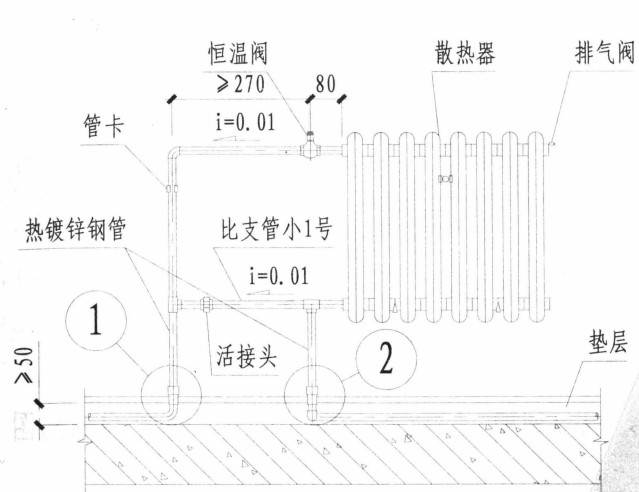 恒温阀
散热器
排气阀
≥270
80
管卡
i=0.01
热镀锌钢管
比支管小1号
i=0.01
1
活接头
2
垫层
≥50